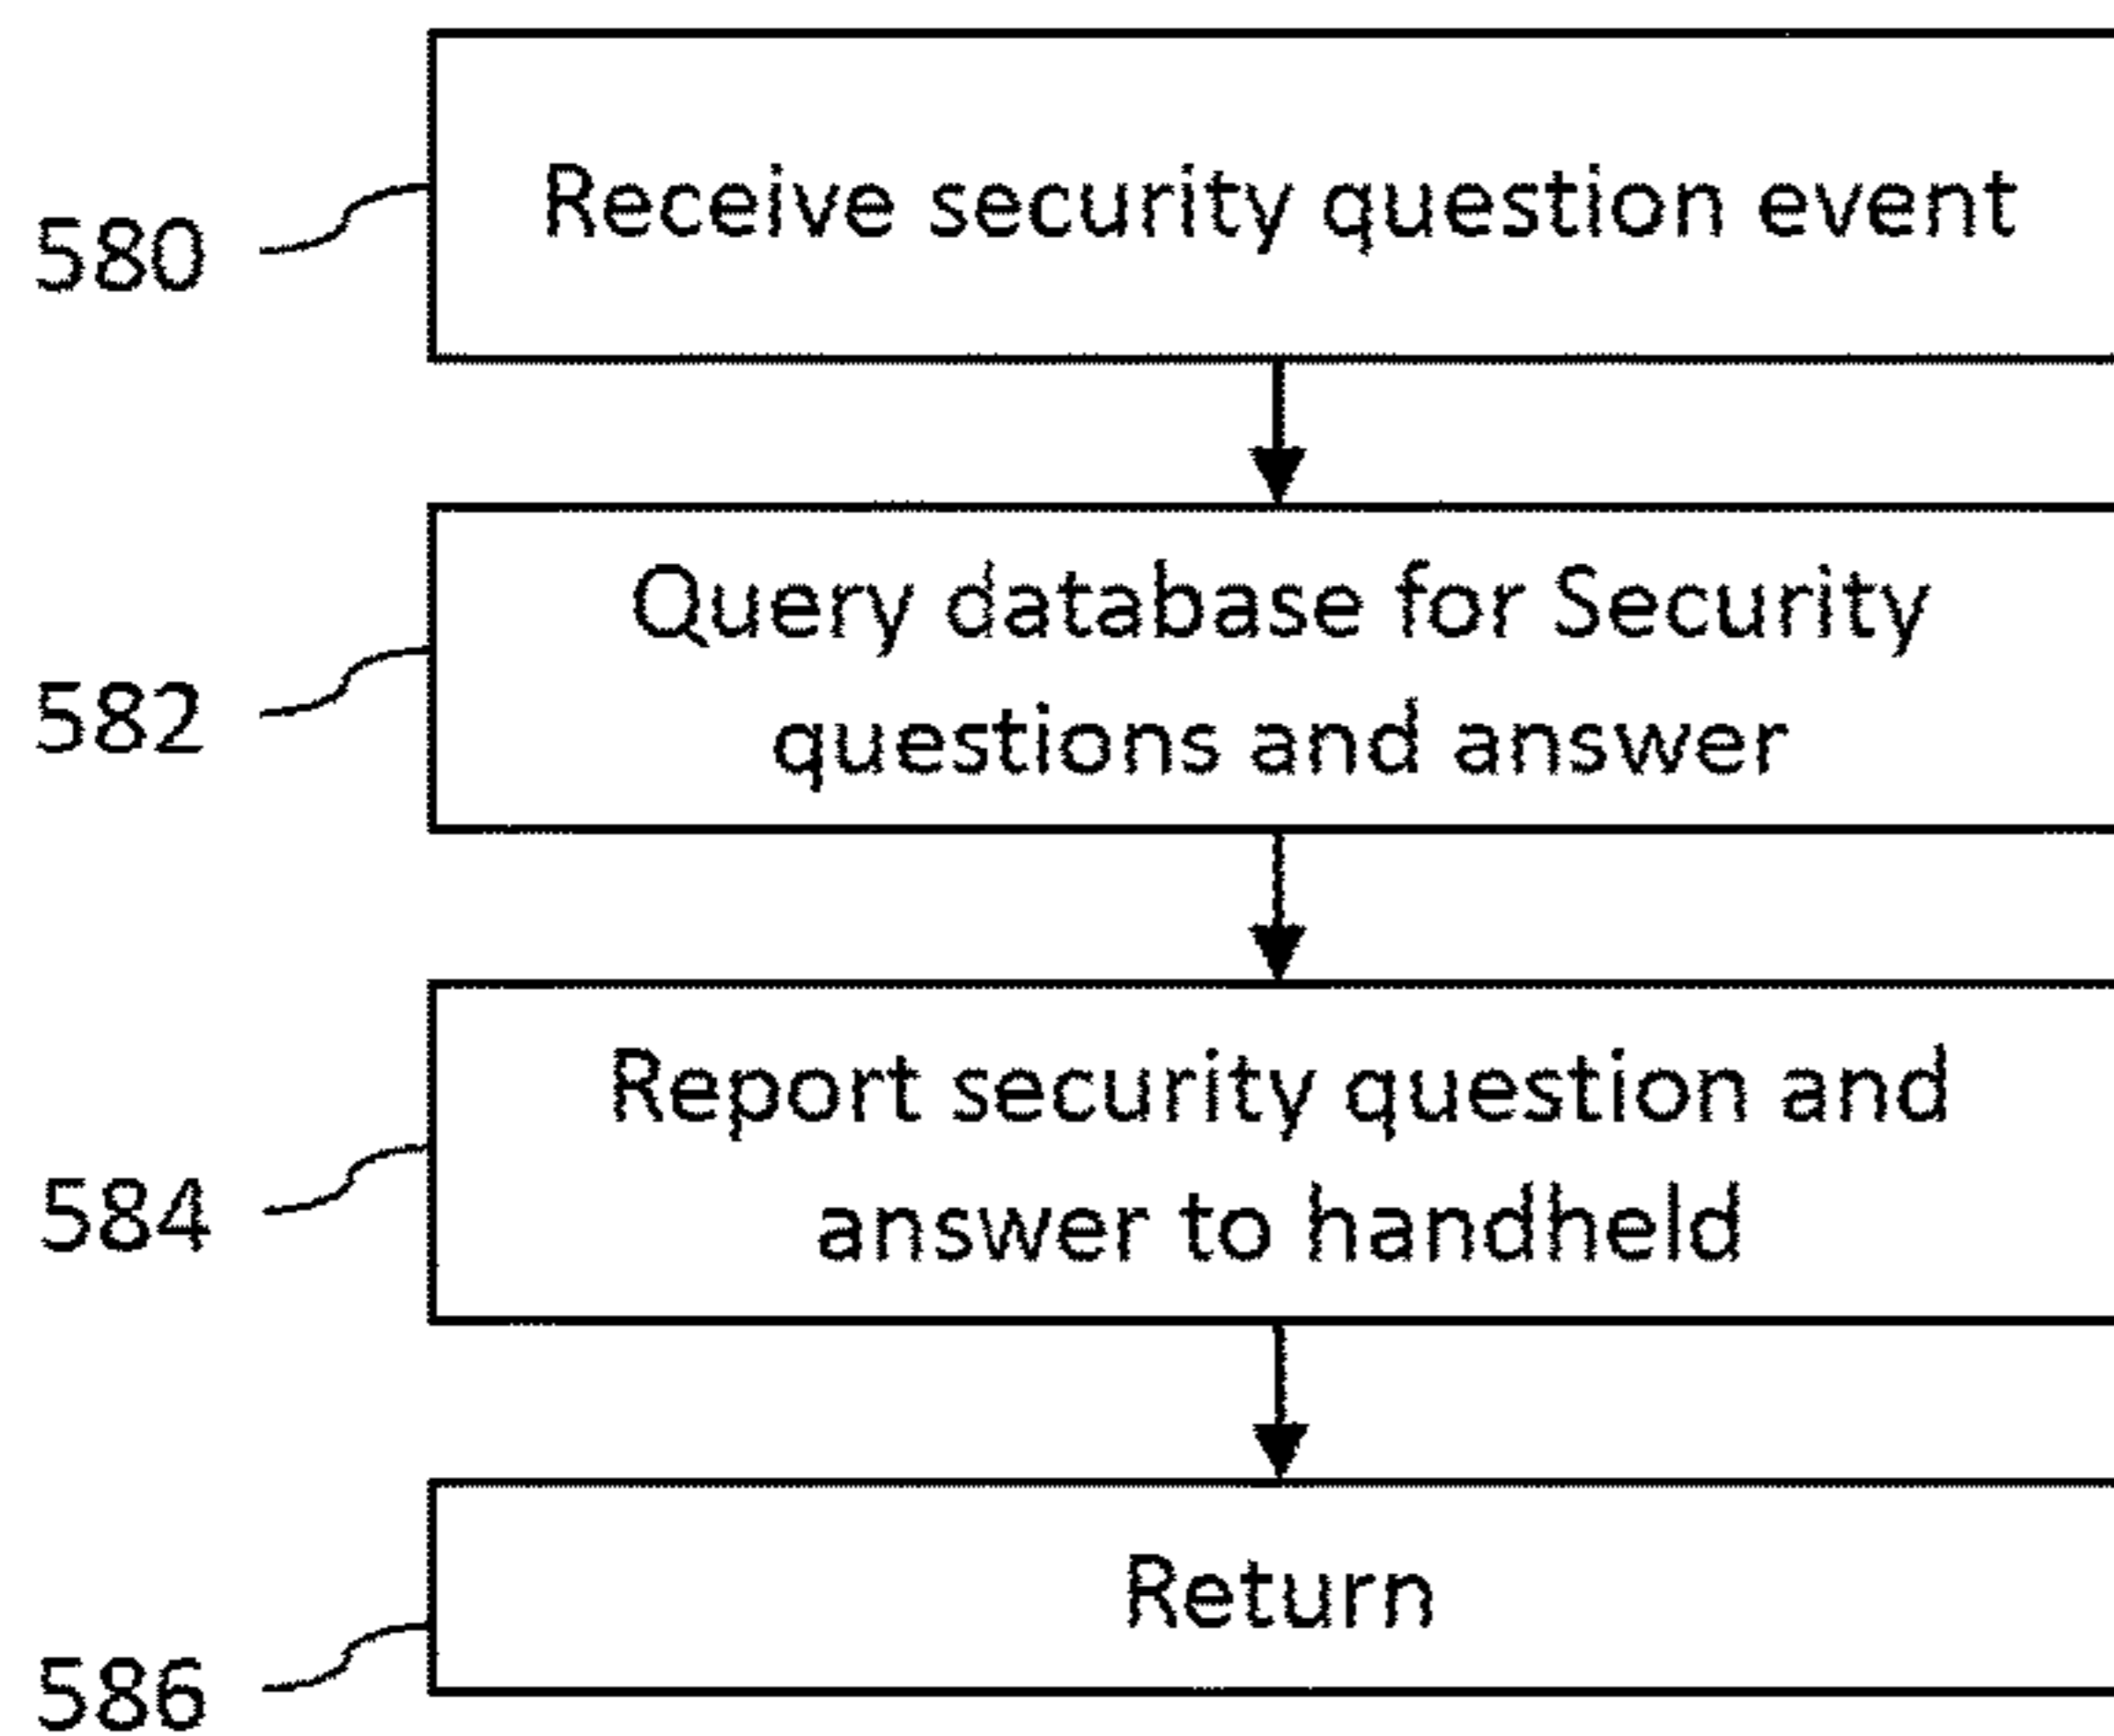 580
Receive security question event
582
Query database for Security
questions and answer
584
Report security question and
answer to handheld
586
Return